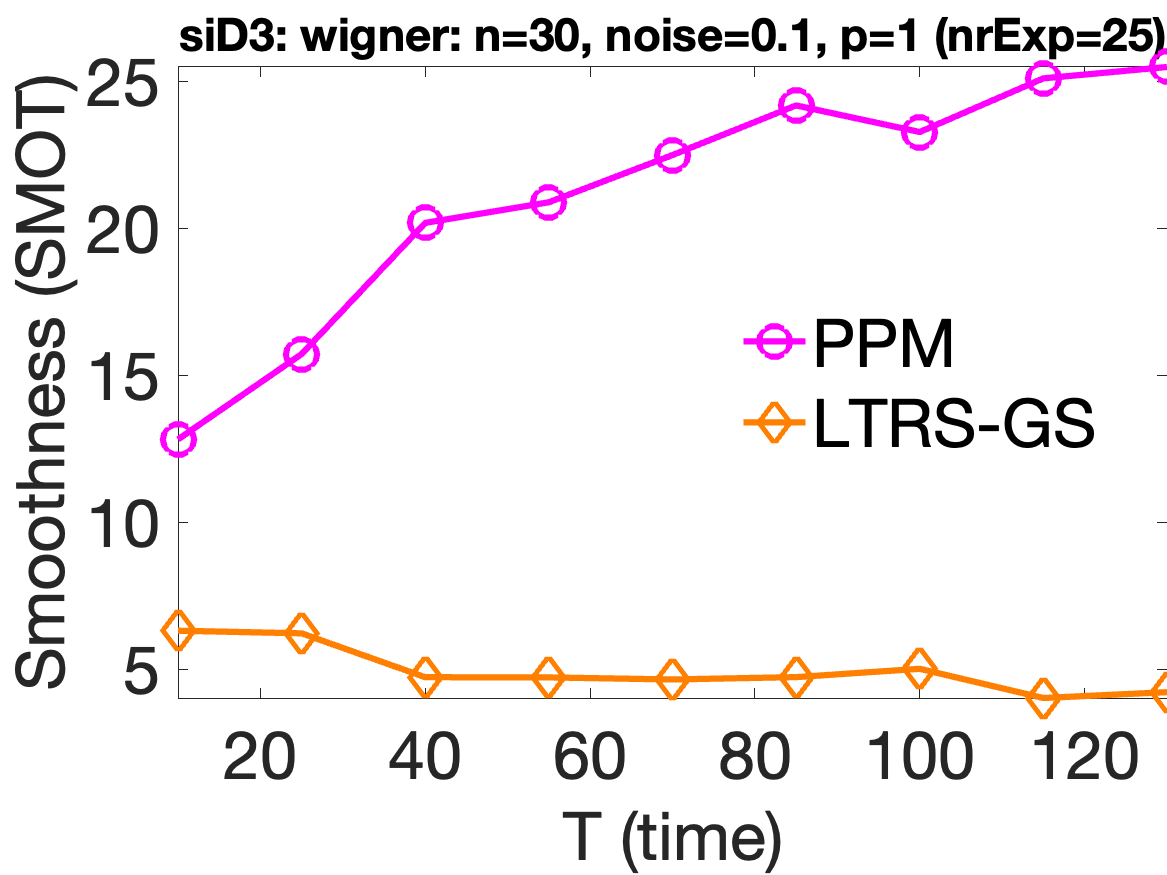 siD3: wigner: n=30, noise=0.1, p=1 (nrExp=25)
Smoothness (SMOT)
25
20
15
10
5
PPM
LTRS-GS
20 40 60 80 100 120
T (time)